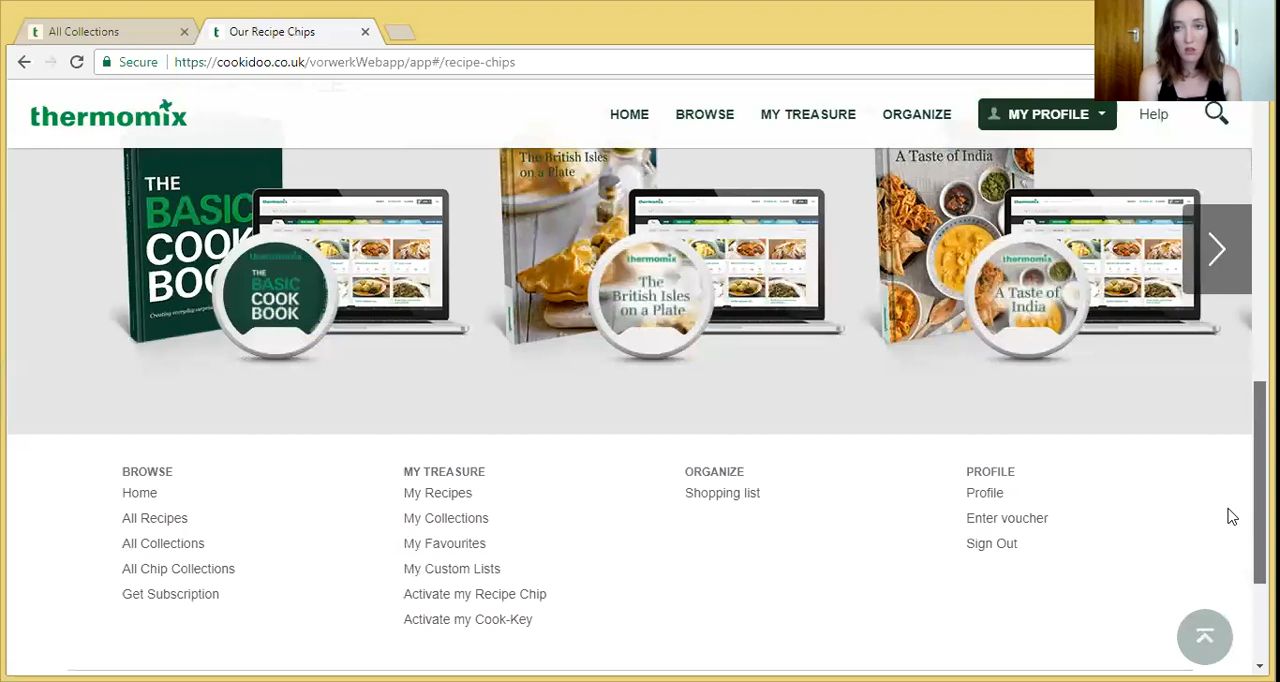 All Collections
Our Recipe Chips
Secure
https://cookidoo.co.uk/vorwerkWebapp/app#/recipe-chips
thermomix
HOME
BROWSE
MY TREASURE
ORGANIZE
MY PROFILE
Help
THE
BASIC
COOK
BOO
Creating everyday
thermomix
THE
BASIC
COOK
BOOK
The British Isles
on a Plate
thermomix
The
British Isles
on a Plate
A Taste of India
thermomix
A Taste of
India
BROWSE
Home
All Recipes
All Collections
All Chip Collections
Get Subscription
MY TREASURE
My Recipes
My Collections
My Favourites
My Custom Lists
Activate my Recipe Chip
Activate my Cook-Key
ORGANIZE
Shopping list
PROFILE
Profile
Enter voucher
Sign Out